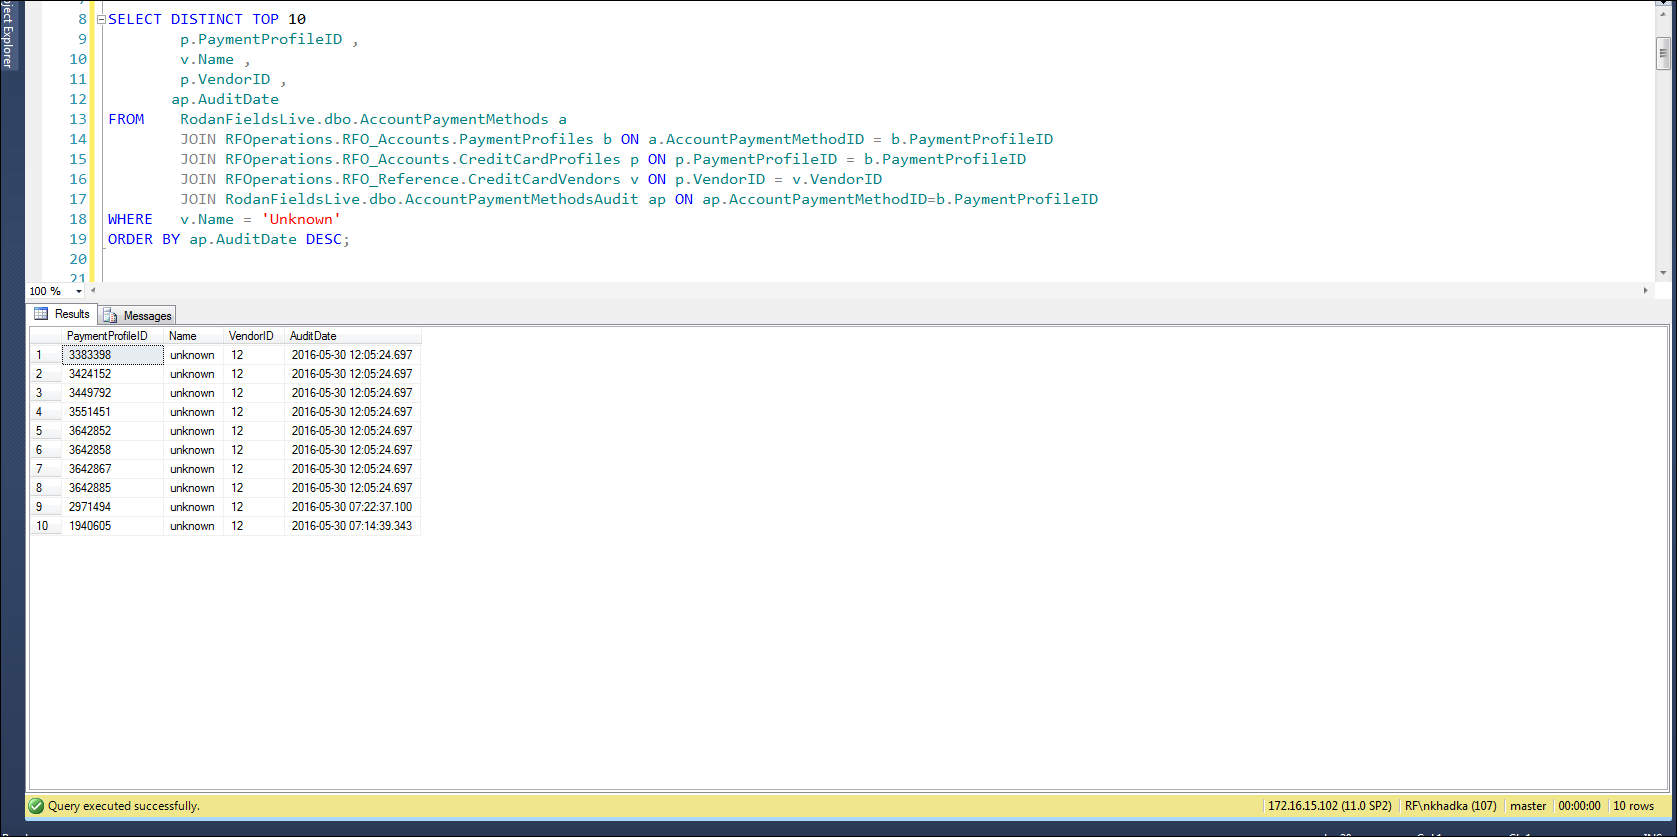 ject Explorer
8 SELECT DISTINCT TOP 10
9 p.PaymentProfileID ,
10 v.Name ,
11 p.VendorID ,
12 ap.AuditDate
13 FROM RodanFieldsLive.dbo.AccountPaymentMethods a
14 JOIN RFOperations.RFO_Accounts.PaymentProfiles b ON a.AccountPaymentMethodID = b.PaymentProfileID
15 JOIN RFOperations.RFO_Accounts.CreditCardProfiles p ON p.PaymentProfileID = b.PaymentProfileID
16 JOIN RFOperations.RFO_Reference.CreditCardVendors v ON p.VendorID = v.VendorID
17 JOIN RodanFieldsLive.dbo.AccountPaymentMethodsAudit ap ON ap.AccountPaymentMethodID=b.PaymentProfileID
18 WHERE v.Name = 'Unknown'
19 ORDER BY ap.AuditDate DESC;
20
21
100 %
Results Messages
PaymentProfileID Name VendorID AuditDate
1 3383398 unknown 12 2016-05-30 12:05:24.697
2 3424152 unknown 12 2016-05-30 12:05:24.697
3 3449792 unknown 12 2016-05-30 12:05:24.697
4 3551451 unknown 12 2016-05-30 12:05:24.697
5 3642852 unknown 12 2016-05-30 12:05:24.697
6 3642858 unknown 12 2016-05-30 12:05:24.697
7 3642867 unknown 12 2016-05-30 12:05:24.697
8 3642885 unknown 12 2016-05-30 12:05:24.697
9 2971494 unknown 12 2016-05-30 07:22:37.100
10 1940605 unknown 12 2016-05-30 07:14:39.343
Query executed successfully. 172.16.15.102 (11.0 SP2) RF\nkhadka (107) master 00:00:00 10 rows